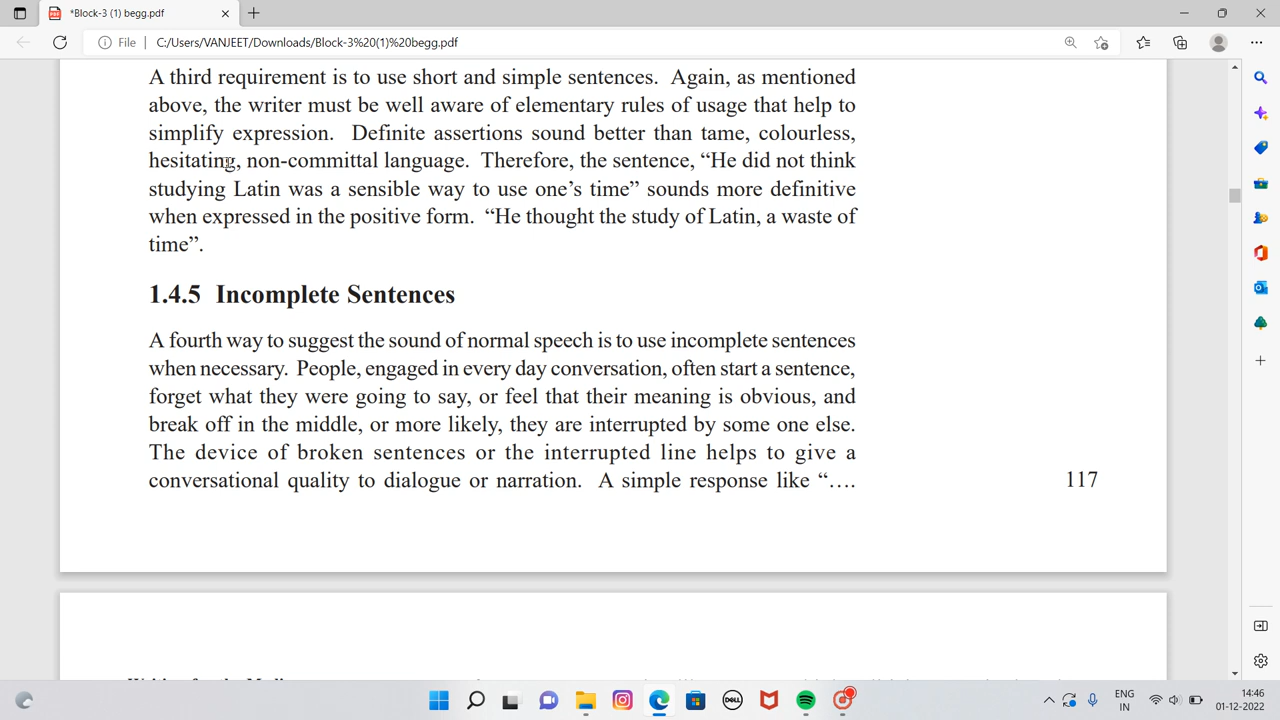 *Block-3 (1) begg.pdf
File
C:/Users/VANJEET/Downloads/Block-3%20(1)%20begg.pdf
A third requirement is to use short and simple sentences. Again, as mentioned
above, the writer must be well aware of elementary rules of usage that help to
simplify expression. Definite assertions sound better than tame, colourless,
hesitating, non-committal language. Therefore, the sentence, “He did not think
studying Latin was a sensible way to use one’s time” sounds more definitive
when expressed in the positive form. “He thought the study of Latin, a waste of
time”.
1.4.5 Incomplete Sentences
A fourth way to suggest the sound of normal speech is to use incomplete sentences
when necessary. People, engaged in every day conversation, often start a sentence,
forget what they were going to say, or feel that their meaning is obvious, and
break off in the middle, or more likely, they are interrupted by some one else.
The device of broken sentences or the interrupted line helps to give a
conversational quality to dialogue or narration. A simple response like “….
117
DELL
ENG
IN
14:46
01-12-2022